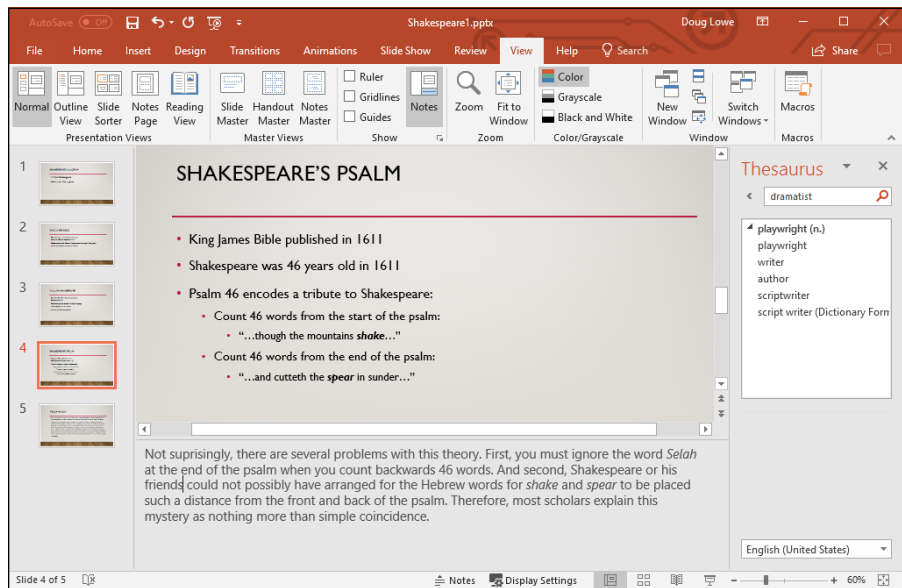 AutoSave Off Shakespeare1.pptx Doug Lowe
File Home Insert Design Transitions Animations Slide Show Review View Help Search Share
Normal Outline View Slide Sorter Notes Page Reading View
Presentation Views
Slide Master Handout Master Notes Master
Master Views
Ruler
Gridlines
Guides
Notes
Show
Zoom Fit to Window
Zoom
Color
Grayscale
Black and White
Color/Grayscale
New Window Switch Windows
Window
Macros
Macros
1
2
3
4
5
SHAKESPEARE'S PSALM
• King James Bible published in 1611
• Shakespeare was 46 years old in 1611
• Psalm 46 encodes a tribute to Shakespeare:
• Count 46 words from the start of the psalm:
• “…though the mountains shake…”
• Count 46 words from the end of the psalm:
• “…and cutteth the spear in sunder…”
Not suprisingly, there are several problems with this theory. First, you must ignore the word Selah
at the end of the psalm when you count backwards 46 words. And second, Shakespeare or his
friends could not possibly have arranged for the Hebrew words for shake and spear to be placed
such a distance from the front and back of the psalm. Therefore, most scholars explain this
mystery as nothing more than simple coincidence.
Thesaurus
dramatist
playwright (n.)
playwright
writer
author
scriptwriter
script writer (Dictionary Form
English (United States)
Slide 4 of 5 Notes Display Settings 60%